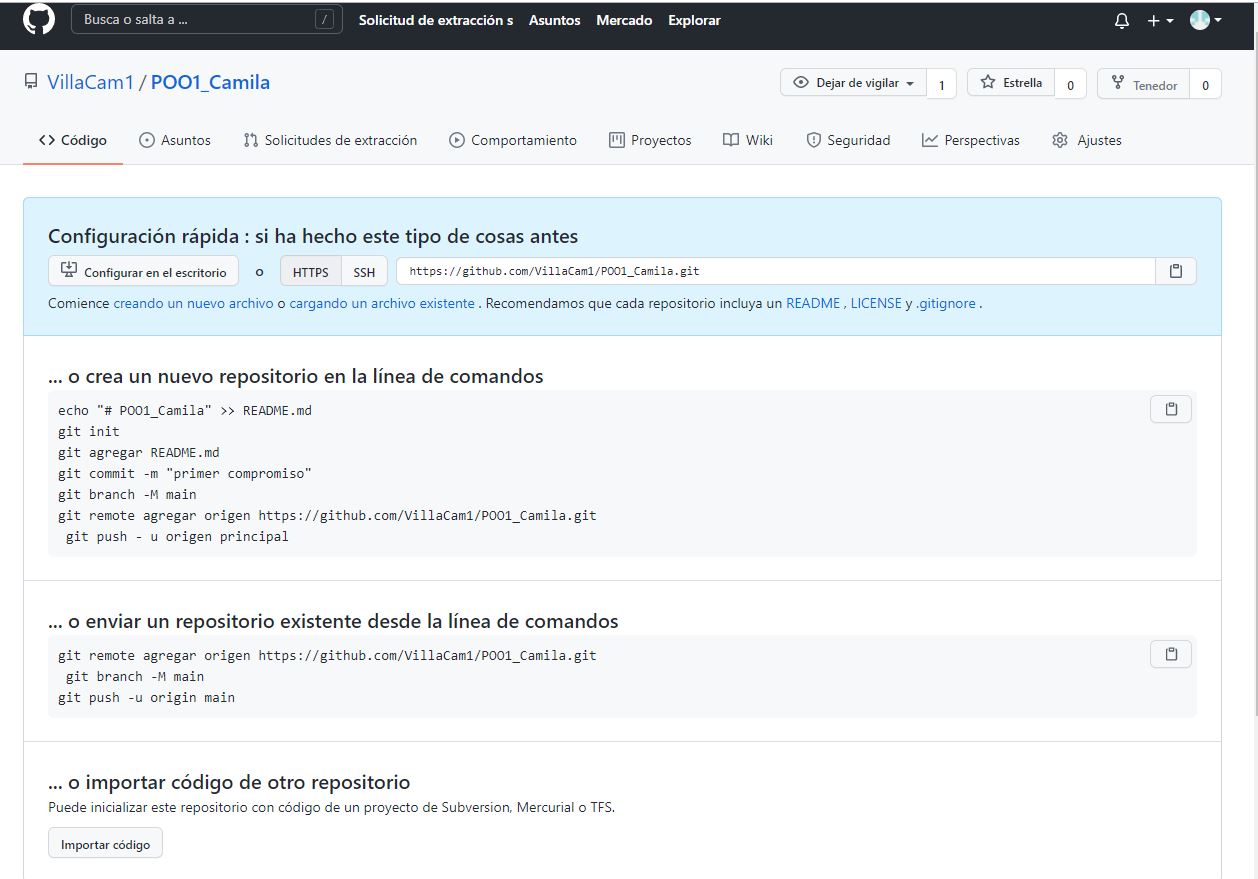 Busca o salta a ... / Solicitud de extracción s Asuntos Mercado Explorar
VillaCam1 / POO1_Camila Dejar de vigilar 1 Estrella 0 Tenedor 0
Código Asuntos Solicitudes de extracción Comportamiento Proyectos Wiki Seguridad Perspectivas Ajustes
Configuración rápida : si ha hecho este tipo de cosas antes
Configurar en el escritorio o HTTPS SSH https://github.com/VillaCam1/POO1_Camila.git
Comience creando un nuevo archivo o cargando un archivo existente . Recomendamos que cada repositorio incluya un README , LICENSE y .gitignore .
... o crea un nuevo repositorio en la línea de comandos
echo "# POO1_Camila" >> README.md
git init
git agregar README.md
git commit -m "primer compromiso"
git branch -M main
git remote agregar origen https://github.com/VillaCam1/POO1_Camila.git
git push - u origen principal
... o enviar un repositorio existente desde la línea de comandos
git remote agregar origen https://github.com/VillaCam1/POO1_Camila.git
git branch -M main
git push -u origin main
... o importar código de otro repositorio
Puede inicializar este repositorio con código de un proyecto de Subversion, Mercurial o TFS.
Importar código